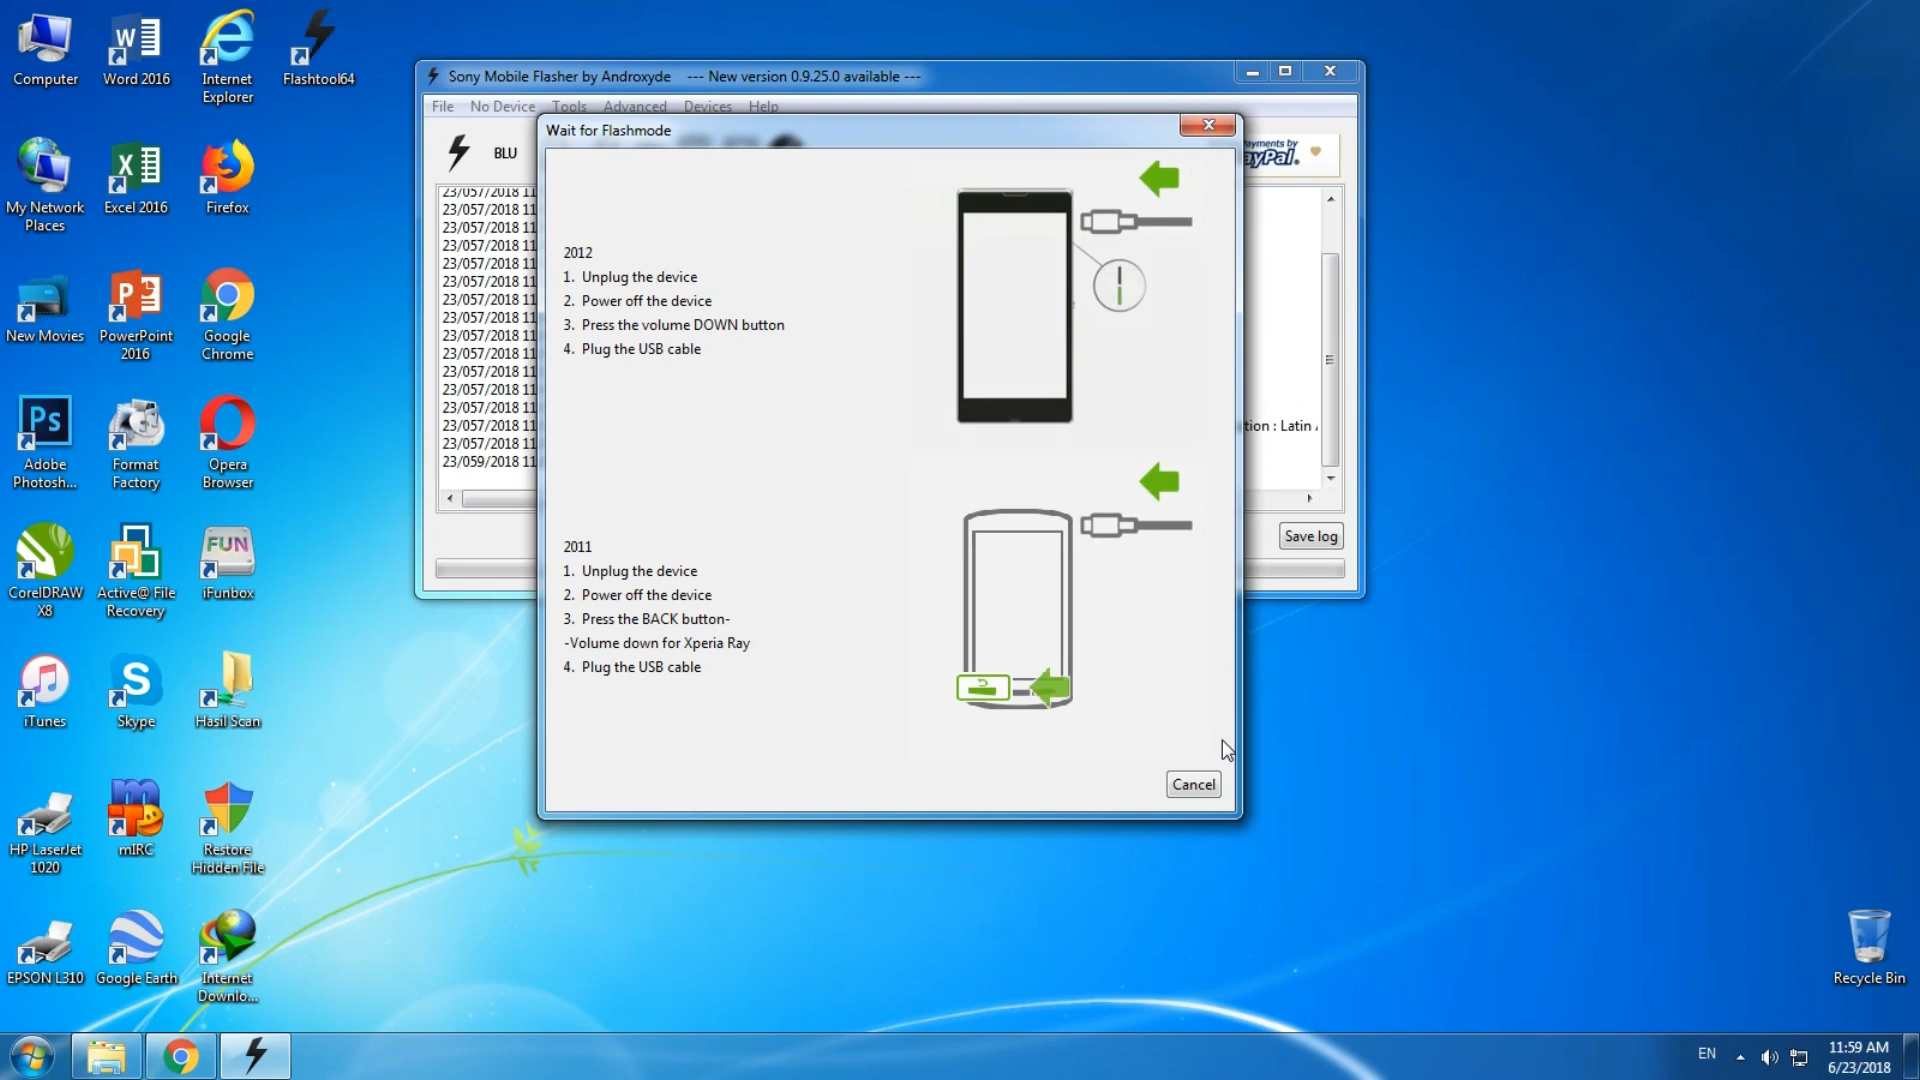 Computer
Word 2016
Internet
Explorer
Flashtool64
My Network
Places
Excel 2016
Firefox
New Movies
PowerPoint
2016
Google
Chrome
Adobe
Photosh...
Format
Factory
Opera
Browser
CorelDRAW
X8
Active@ File
Recovery
iFunbox
iTunes
Skype
Hasil Scan
HP LaserJet
1020
mIRC
Restore
Hidden File
EPSON L310
Google Earth
Internet
Downlo...
Recycle Bin
Sony Mobile Flasher by Androxyde --- New version 0.9.25.0 available ---
File No Device Tools Advanced Devices Help
BLU
ayments by
ayPal.
23/057/2018 11
23/057/2018 11
23/057/2018 11
23/057/2018 11
23/057/2018 11
23/057/2018 11
23/057/2018 11
23/057/2018 11
23/057/2018 11
23/057/2018 11
23/057/2018 11
23/057/2018 11
23/057/2018 11
23/057/2018 11 tion : Latin
23/057/2018 11
23/059/2018 11
Save log
Wait for Flashmode
2012
1. Unplug the device
2. Power off the device
3. Press the volume DOWN button
4. Plug the USB cable
2011
1. Unplug the device
2. Power off the device
3. Press the BACK button-
-Volume down for Xperia Ray
4. Plug the USB cable
Cancel
W
X
P
Ps
FUN
S
EN
11:59 AM
6/23/2018